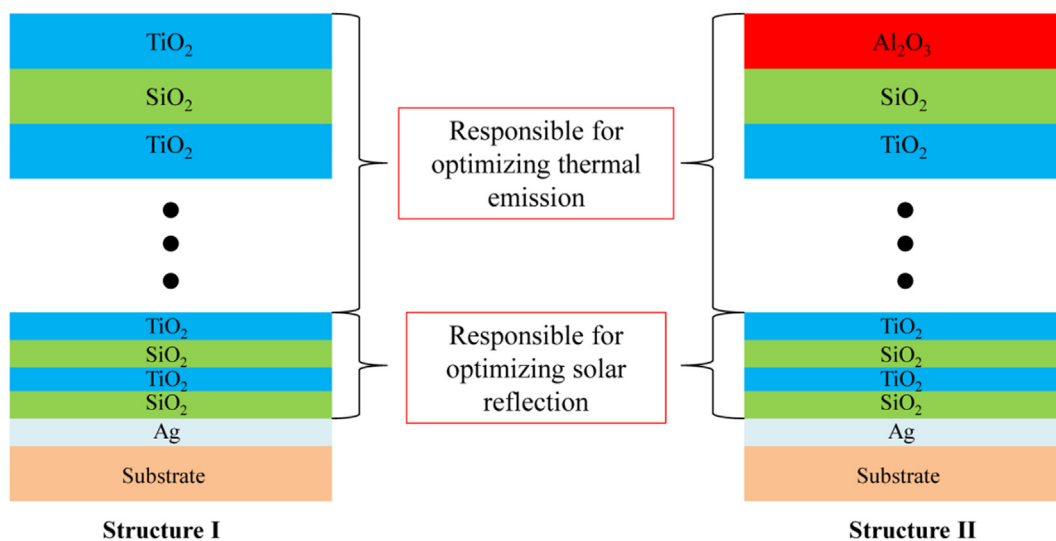 TiO₂
SiO₂
TiO₂
TiO₂
SiO₂
TiO₂
SiO₂
Ag
Substrate
Structure I
Responsible for
optimizing thermal
emission
Responsible for
optimizing solar
reflection
Al₂O₃
SiO₂
TiO₂
TiO₂
SiO₂
TiO₂
SiO₂
Ag
Substrate
Structure II